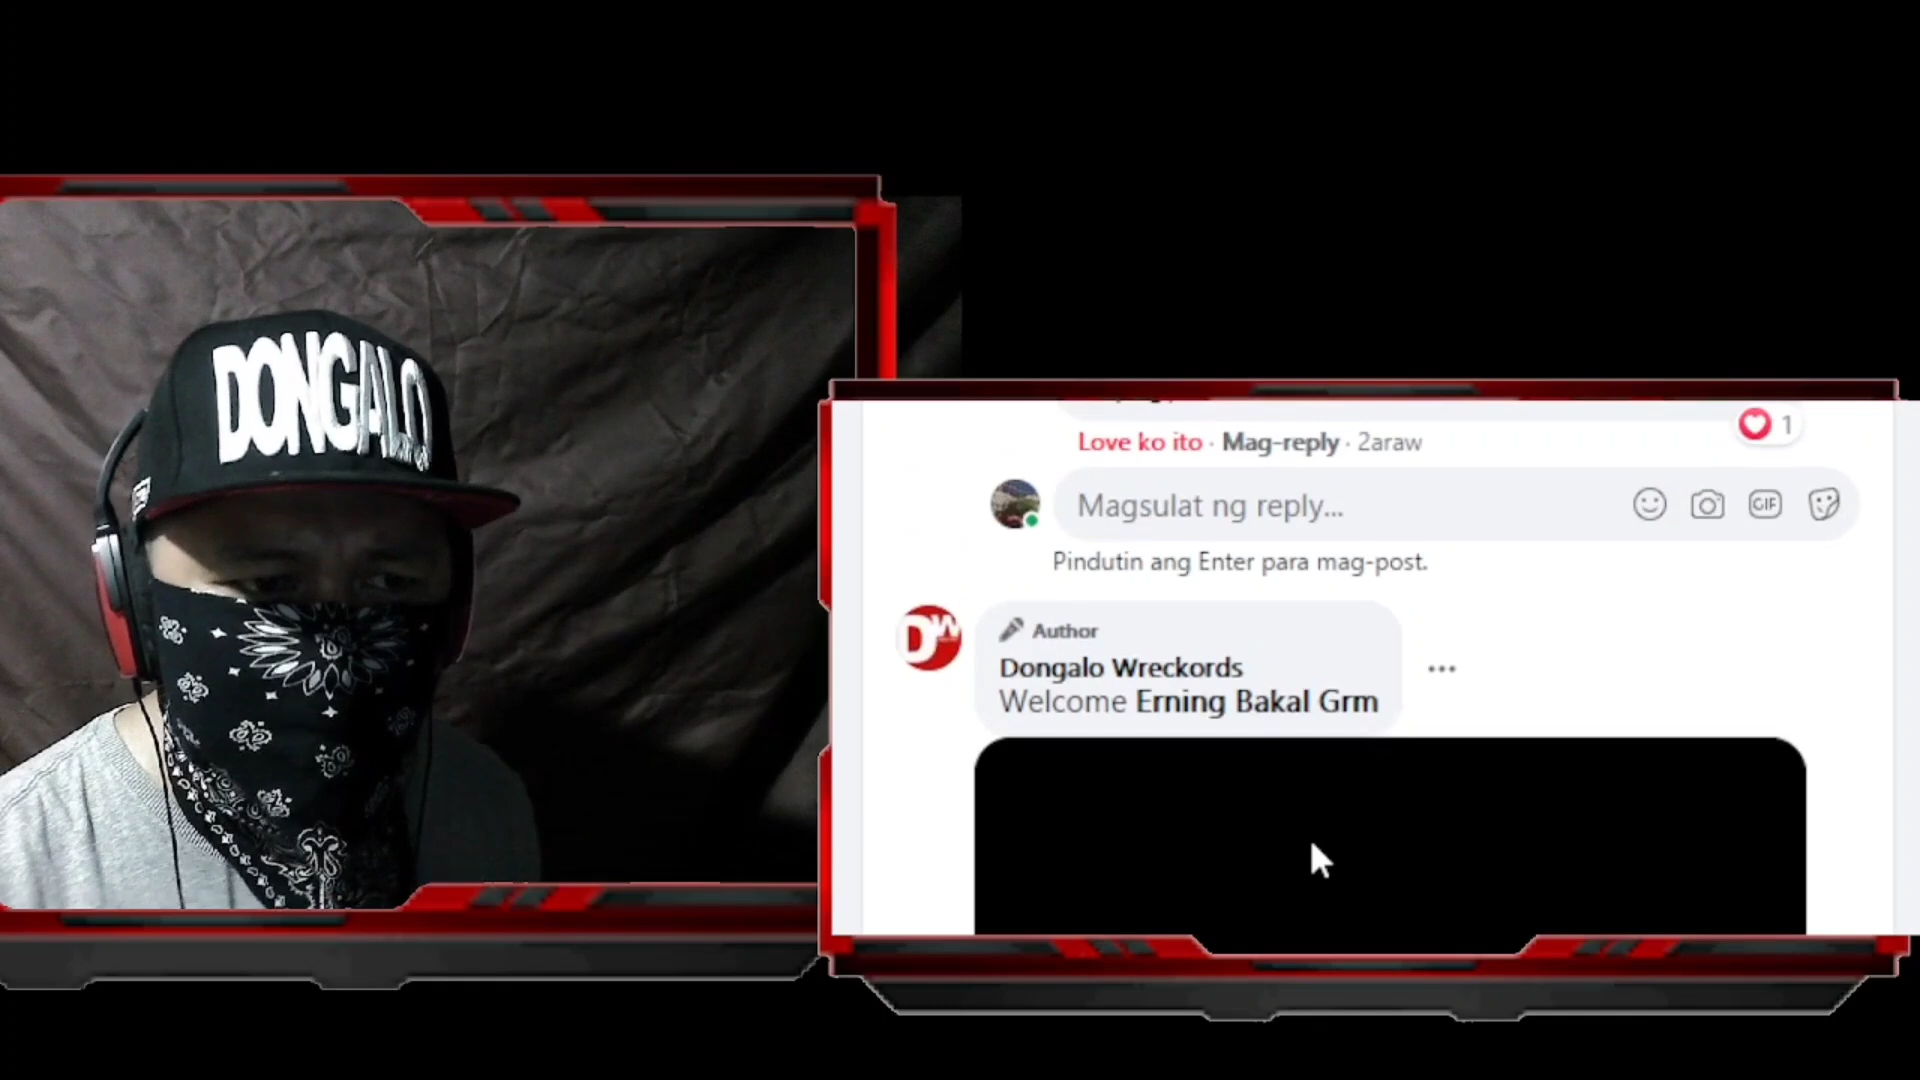 DONGALO
Love ko ito · Mag-reply · 2araw
1
Magsulat ng reply...
GIF
Pindutin ang Enter para mag-post.
DW
Author
Dongalo Wreckords
Welcome Erning Bakal Grm